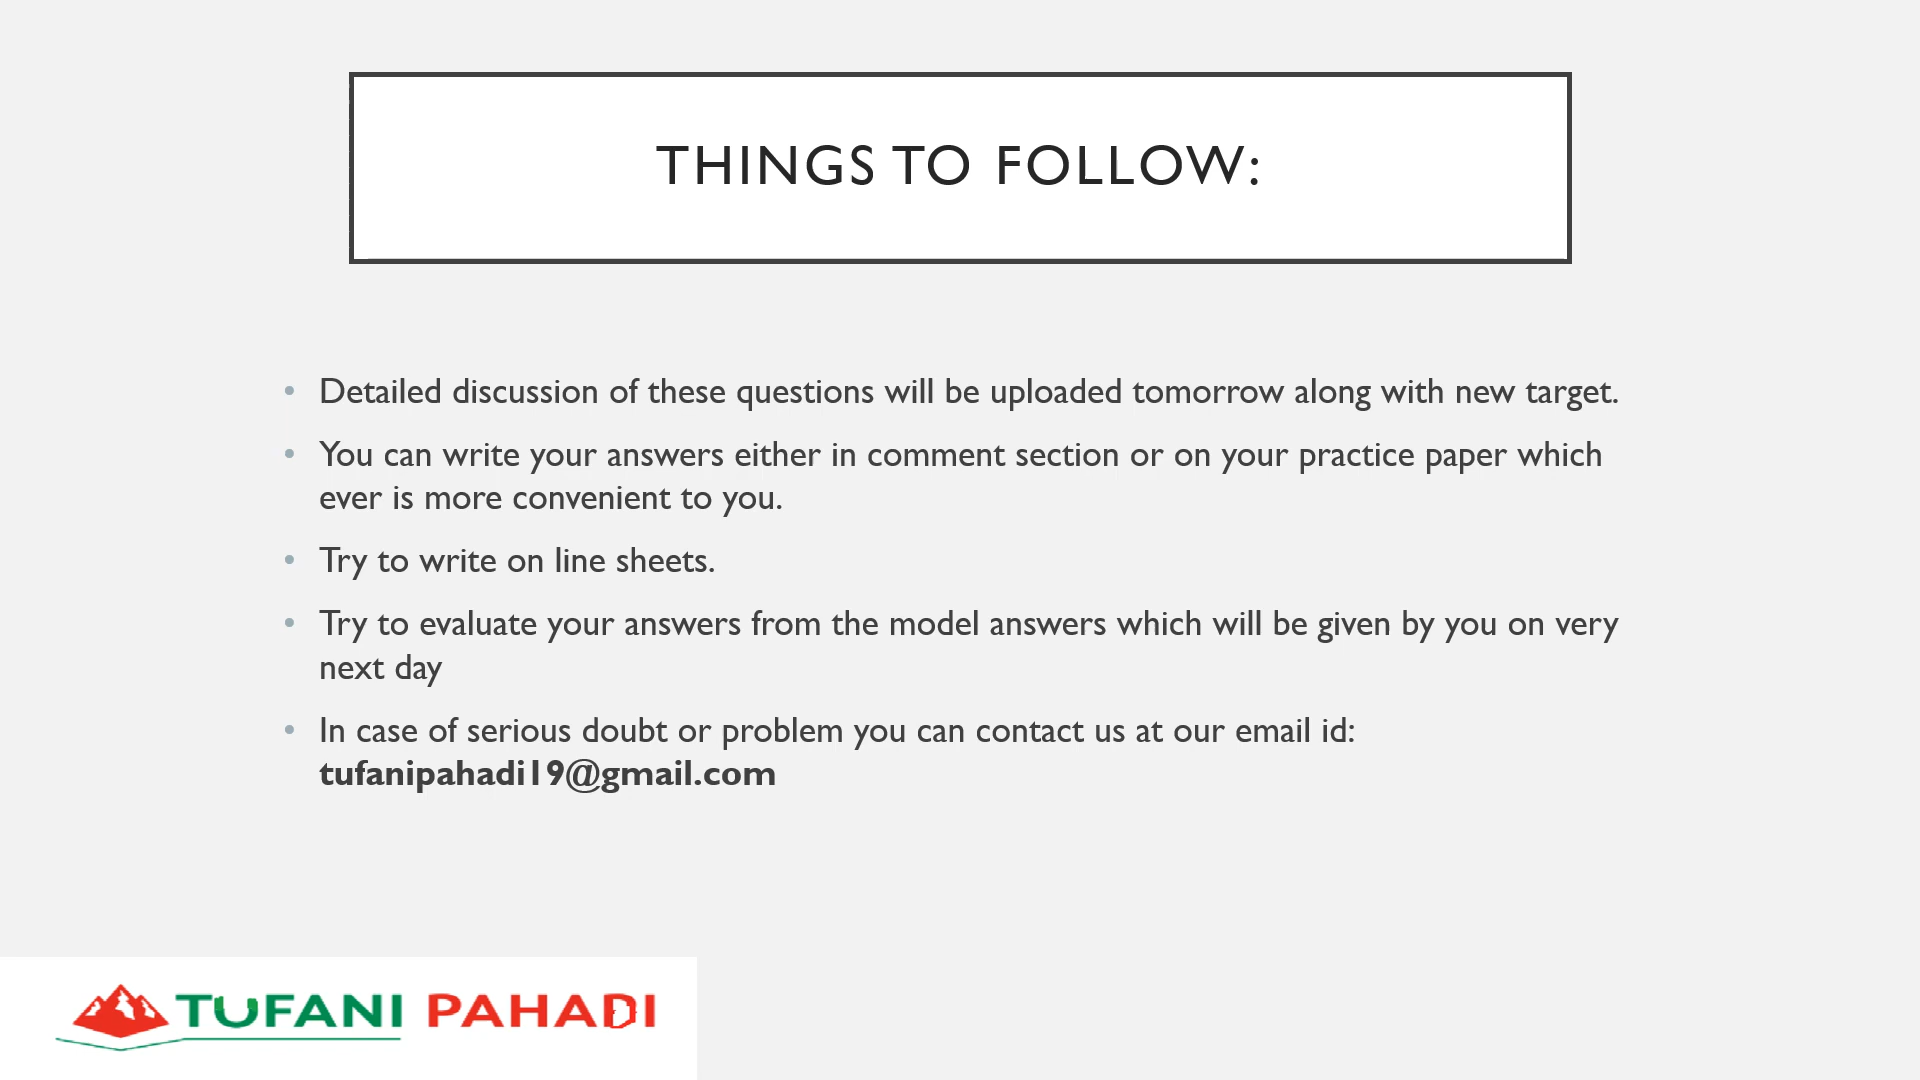 THINGS TO FOLLOW:
• Detailed discussion of these questions will be uploaded tomorrow along with new target.
• You can write your answers either in comment section or on your practice paper which
ever is more convenient to you.
• Try to write on line sheets.
• Try to evaluate your answers from the model answers which will be given by you on very
next day
• In case of serious doubt or problem you can contact us at our email id:
tufanipahadi19@gmail.com
TUFANI PAHADI